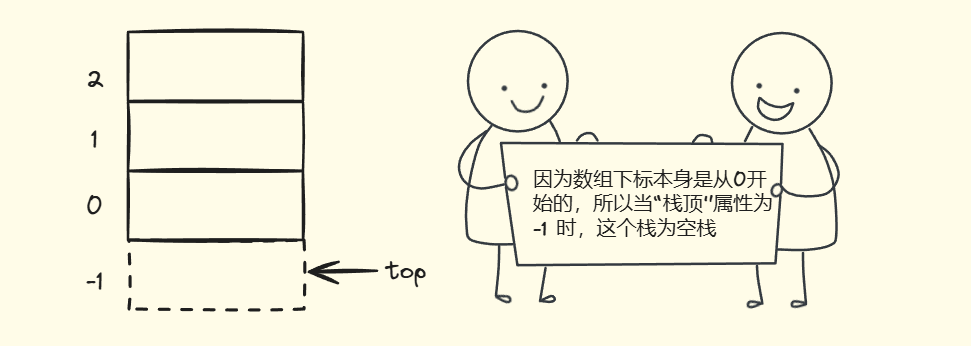 2
1
0
-1
top
因为数组下标本身是从0开
始的，所以当“栈顶”属性为
-1 时，这个栈为空栈